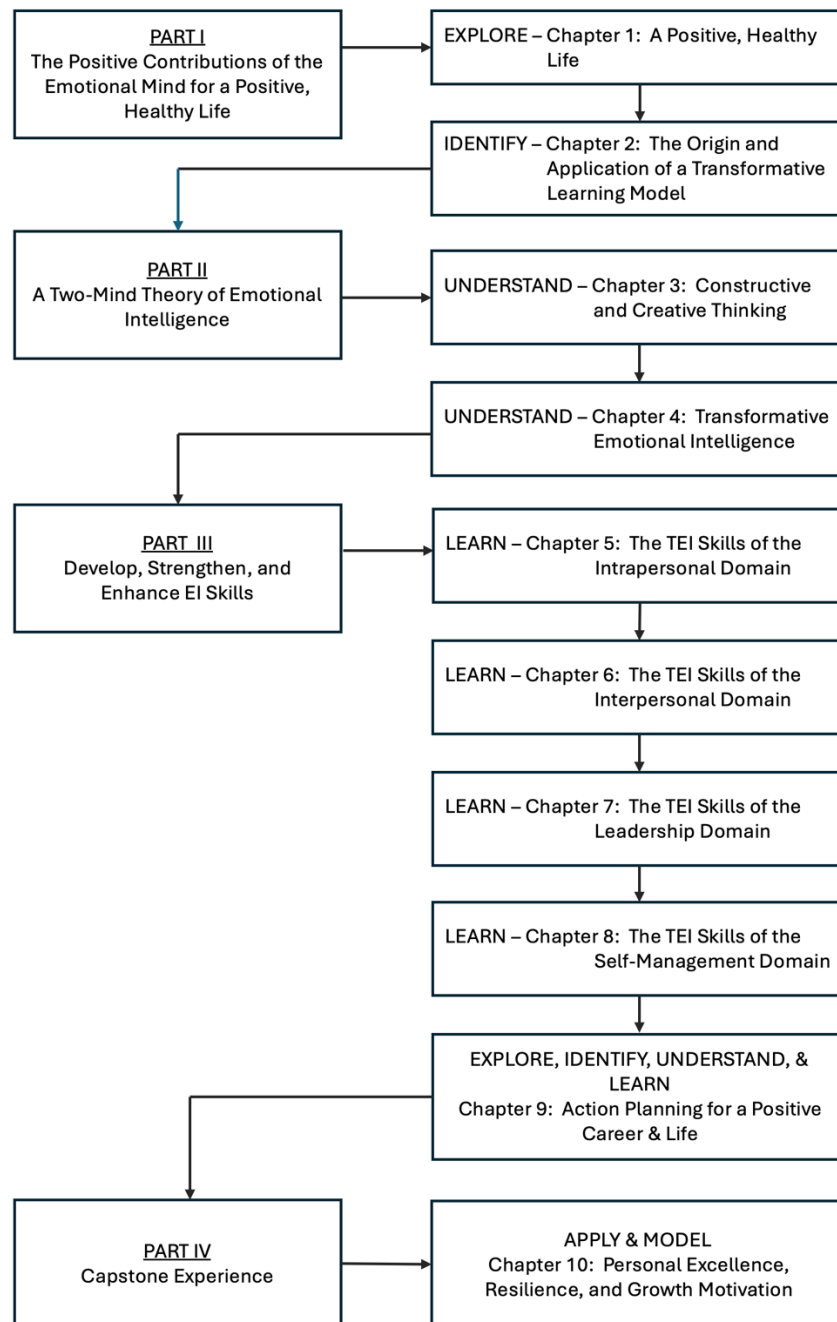 PART I
The Positive Contributions of the
Emotional Mind for a Positive,
Healthy Life
EXPLORE – Chapter 1: A Positive, Healthy
Life
IDENTIFY – Chapter 2: The Origin and
Application of a Transformative
Learning Model
PART II
A Two-Mind Theory of Emotional
Intelligence
UNDERSTAND – Chapter 3: Constructive
and Creative Thinking
UNDERSTAND – Chapter 4: Transformative
Emotional Intelligence
PART III
Develop, Strengthen, and
Enhance EI Skills
LEARN – Chapter 5: The TEI Skills of the
Intrapersonal Domain
LEARN – Chapter 6: The TEI Skills of the
Interpersonal Domain
LEARN – Chapter 7: The TEI Skills of the
Leadership Domain
LEARN – Chapter 8: The TEI Skills of the
Self-Management Domain
EXPLORE, IDENTIFY, UNDERSTAND, &
LEARN
Chapter 9: Action Planning for a Positive
Career & Life
PART IV
Capstone Experience
APPLY & MODEL
Chapter 10: Personal Excellence,
Resilience, and Growth Motivation